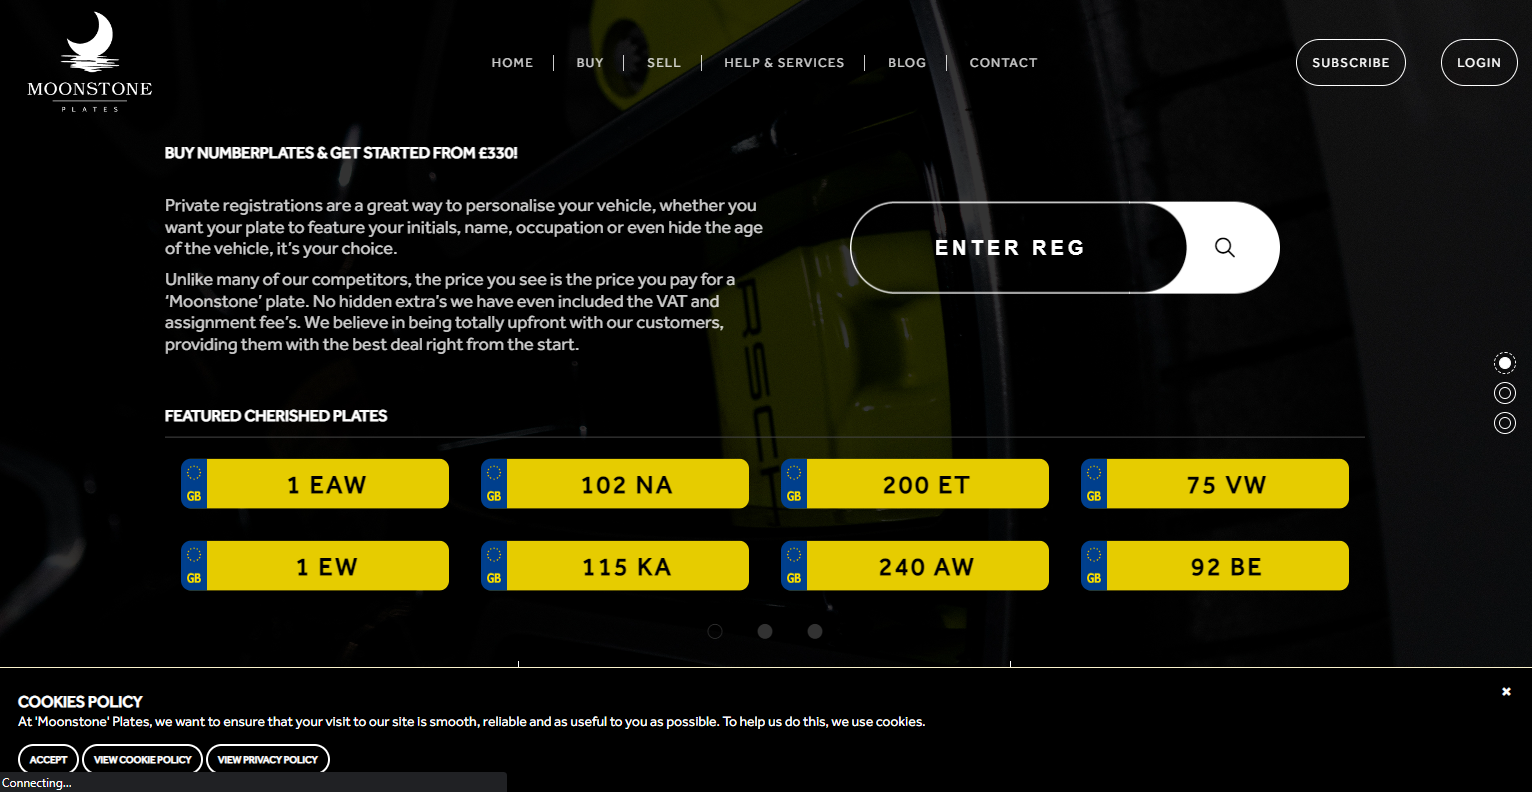 MOONSTONE
PLATES
HOME
BUY
SELL
HELP & SERVICES
BLOG
CONTACT
SUBSCRIBE
LOGIN
BUY NUMBERPLATES & GET STARTED FROM £330!
Private registrations are a great way to personalise your vehicle, whether you
want your plate to feature your initials, name, occupation or even hide the age
of the vehicle, it's your choice.
Unlike many of our competitors, the price you see is the price you pay for a
‘Moonstone’ plate. No hidden extra's we have even included the VAT and
assignment fee's. We believe in being totally upfront with our customers,
providing them with the best deal right from the start.
ENTER REG
FEATURED CHERISHED PLATES
GB 1 EAW
GB 102 NA
GB 200 ET
GB 75 VW
GB 1 EW
GB 115 KA
GB 240 AW
GB 92 BE
COOKIES POLICY
At 'Moonstone' Plates, we want to ensure that your visit to our site is smooth, reliable and as useful to you as possible. To help us do this, we use cookies.
ACCEPT
VIEW COOKIE POLICY
VIEW PRIVACY POLICY
Connecting...